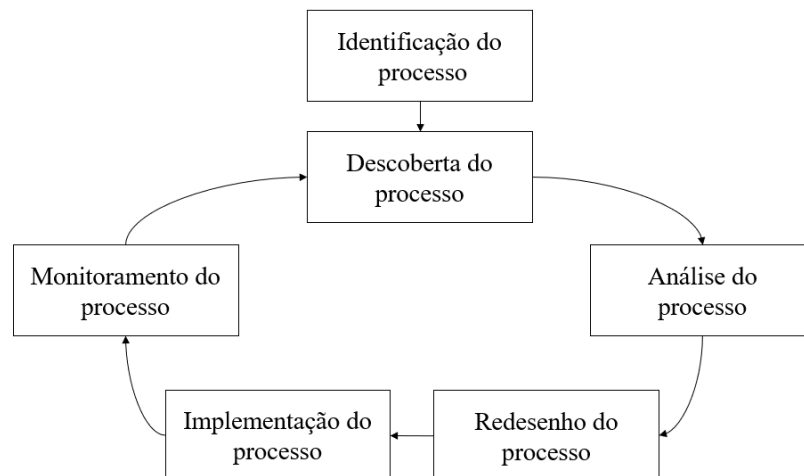 Identificação do
processo
Descoberta do
processo
Monitoramento do
processo
Análise do
processo
Implementação do
processo
Redesenho do
processo